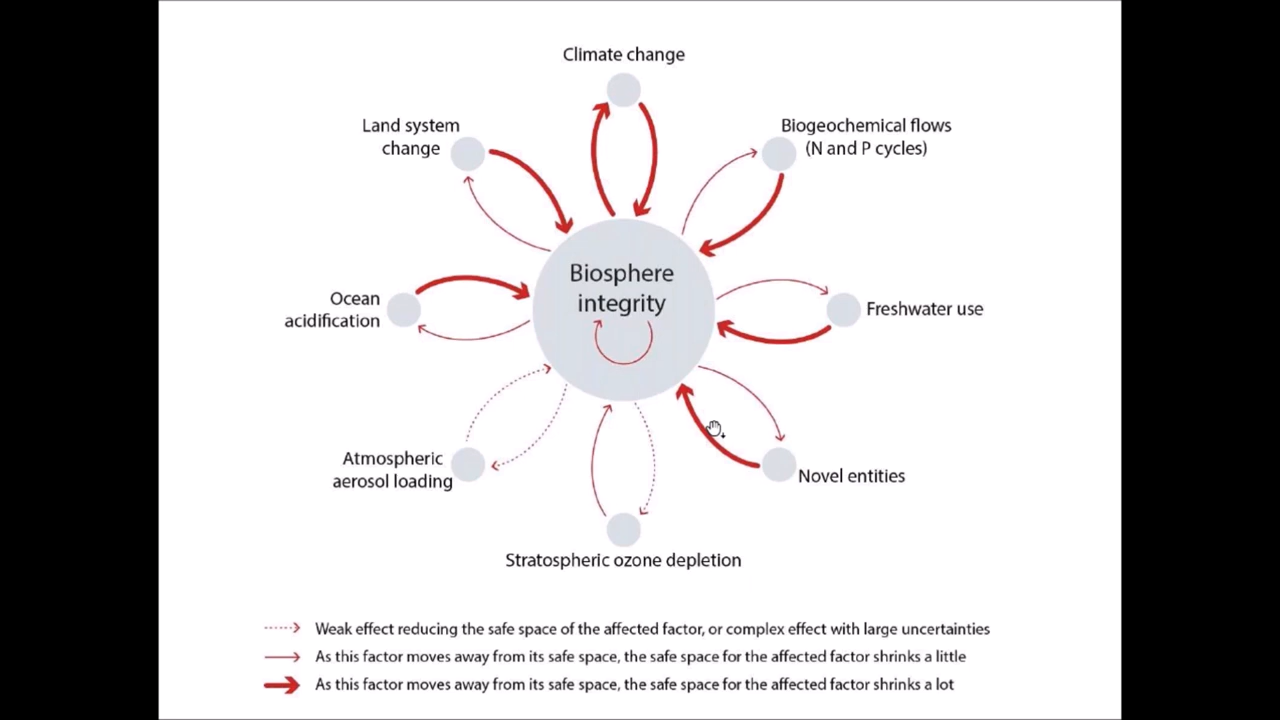 Climate change
Land system
change
Biogeochemical flows
(N and P cycles)
Biosphere
integrity
Ocean
acidification
Freshwater use
Atmospheric
aerosol loading
Novel entities
Stratospheric ozone depletion
Weak effect reducing the safe space of the affected factor, or complex effect with large uncertainties
As this factor moves away from its safe space, the safe space for the affected factor shrinks a little
As this factor moves away from its safe space, the safe space for the affected factor shrinks a lot